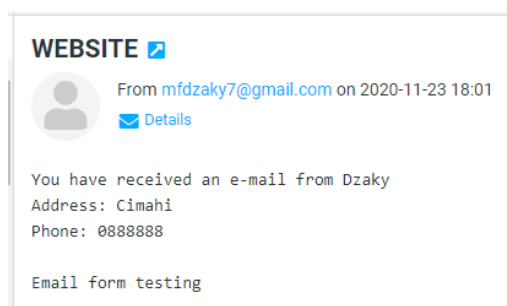 WEBSITE
From mfdzaky7@gmail.com on 2020-11-23 18:01
Details
You have received an e-mail from Dzaky
Address: Cimahi
Phone: 0888888
Email form testing